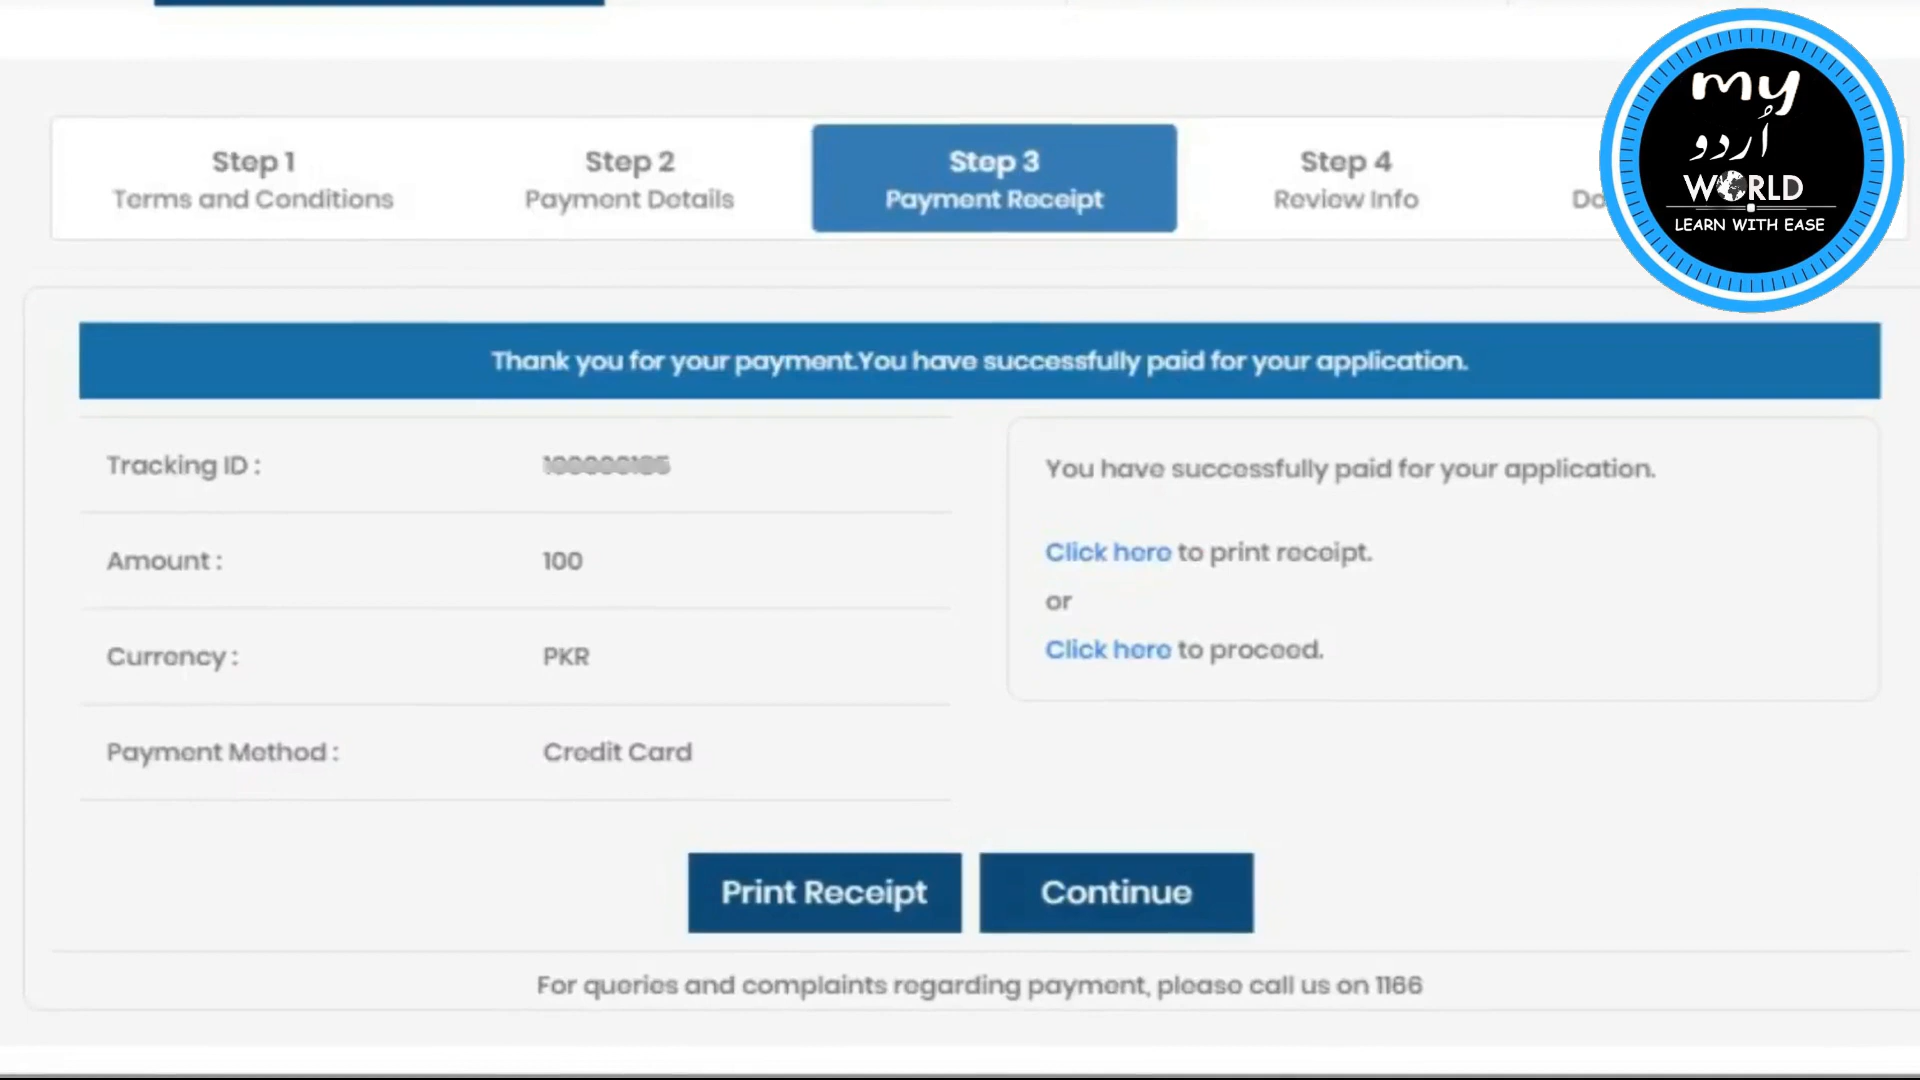 Step 1
Terms and Conditions
Step 2
Payment Details
Step 3
Payment Receipt
Step 4
Review Info
my
اُردو
WORLD
LEARN WITH EASE
Thank you for your payment.You have successfully paid for your application.
Tracking ID :
Amount : 100
Currency : PKR
Payment Method : Credit Card
You have successfully paid for your application.
Click here to print receipt.
or
Click here to proceed.
Print Receipt
Continue
For queries and complaints regarding payment, please call us on 1166